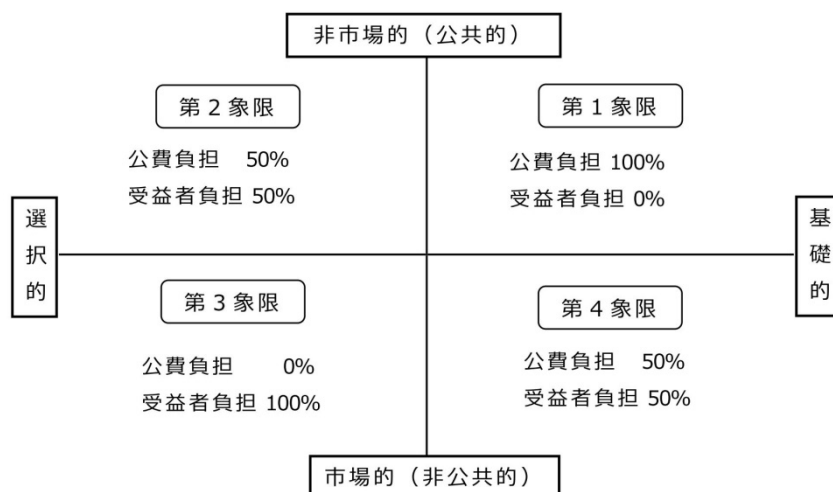 非市場的（公共的）
第2象限
公費負担 50%
受益者負担 50%
第1象限
公費負担 100%
受益者負担 0%
選択的
基礎的
第3象限
公費負担 0%
受益者負担 100%
第4象限
公費負担 50%
受益者負担 50%
市場的（非公共的）